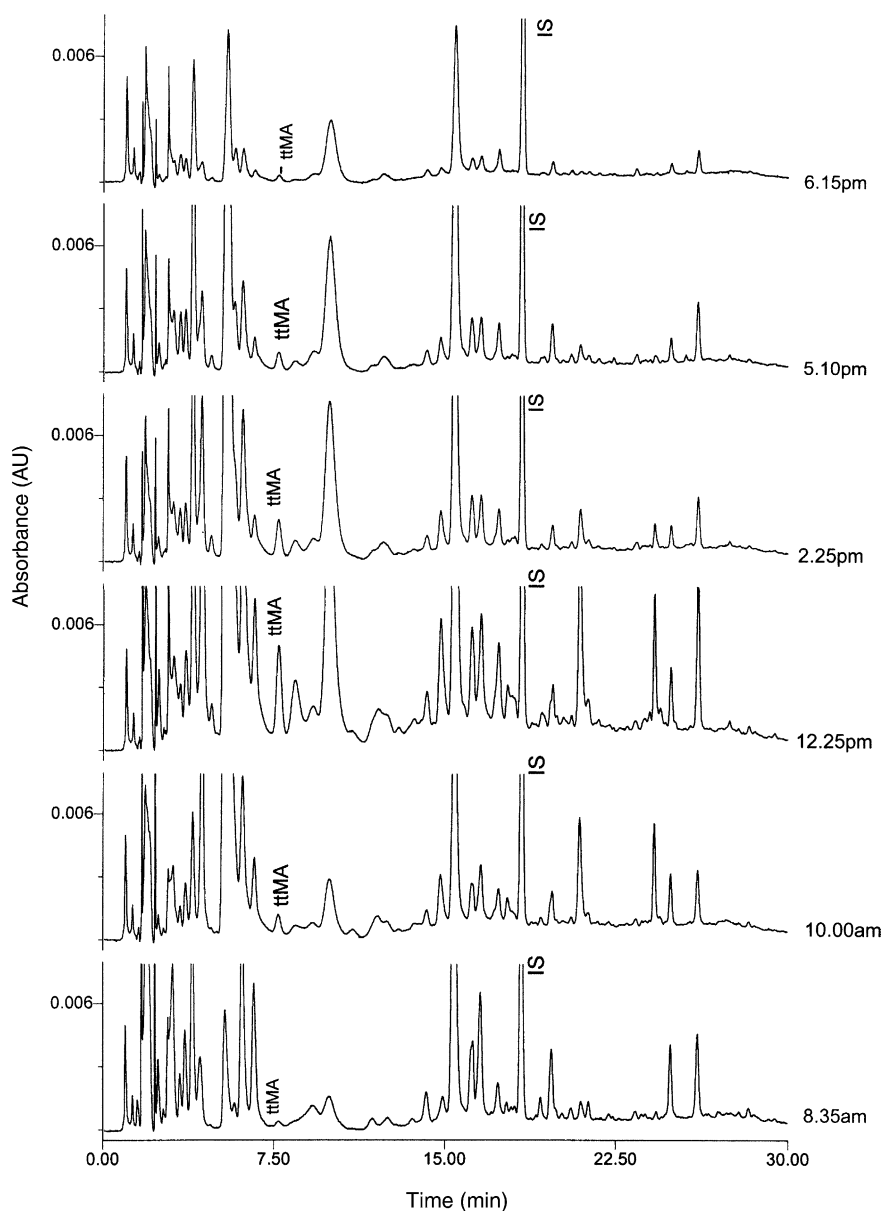 IS
0.006
ttMA
6.15pm
IS
0.006
ttMA
5.10pm
IS
0.006
ttMA
2.25pm
IS
0.006
ttMA
12.25pm
IS
0.006
ttMA
10.00am
IS
0.006
ttMA
8.35am
Absorbance (AU)
0.00 7.50 15.00 22.50 30.00
Time (min)